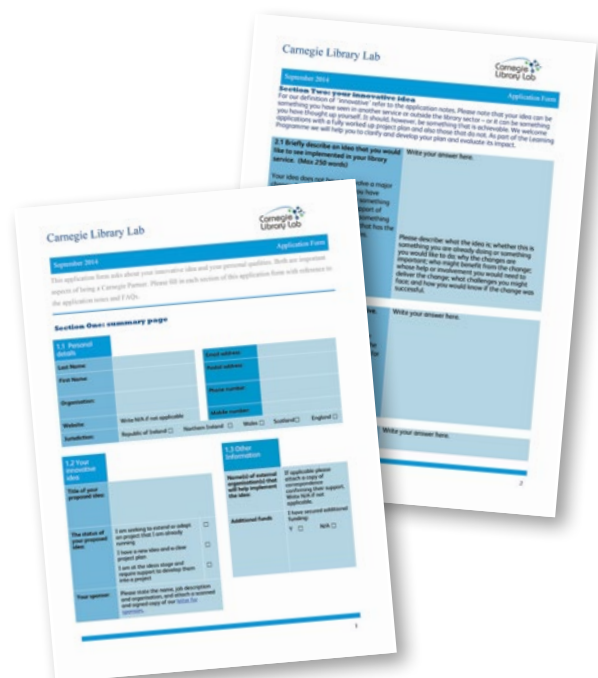 Carnegie Library Lab
Carnegie
Library Lab
September 2014
Application Form
This application form asks about your innovative idea and your personal qualities. Both are important
aspects of being a Carnegie Partner. Please fill in each section of this application form with reference to
the application notes and FAQs.
Section One: summary page
1.1 Personal
details
Last Name:
First Name:
Organisation:
Website:
Write N/A if not applicable
Jurisdiction:
Republic of Ireland ☐ Northern Ireland ☐ Wales ☐ Scotland ☐ England ☐
Email address:
Postal address:
Phone number:
Mobile number:
1.2 Your
innovative
idea
Title of your
proposed idea:
The status of
your proposed
idea:
I am seeking to extend or adapt
an project that I am already
running ☐
I have a new idea and a clear
project plan ☐
I am at the ideas stage and
require support to develop them
into a project ☐
Your sponsor:
Please state the name, job description
and organisation, and attach a scanned
and signed copy of our letter for
sponsors.
1.3 Other
Information
Name(s) of external
organisation(s) that
will help implement
the idea:
If applicable please
attach a copy of
correspondence
confirming their support.
Write N/A if not
applicable.
Additional Funds
I have secured additional
funding:
Y ☐ N/A ☐
1
Carnegie Library Lab
Carnegie
Library Lab
September 2014
Application Form
Section Two: your innovative idea
For our definition of 'innovative' refer to the application notes. Please note that your idea can be
something you have seen in another service or outside the library sector – or it can be something
you have thought up yourself. It should, however, be something that is achievable. We welcome
applications with a fully worked up project plan and also those that do not. As part of the Learning
Programme we will help you to clarify and develop your plan and evaluate its impact.
2.1 Briefly describe an idea that you would
like to see implemented in your library
service. (Max 250 words)
Your idea does not
volve a major
have
something
pport of
something
that has the
Write your answer here.
Please describe what the idea is; whether this is
something you are already doing or something
you would like to do; why the changes are
important; who might benefit from the change;
whose help or involvement you would need to
deliver the change; what challenges you might
face; and how you would know if the change was
successful.
Write your answer here.
Write your answer here.
2